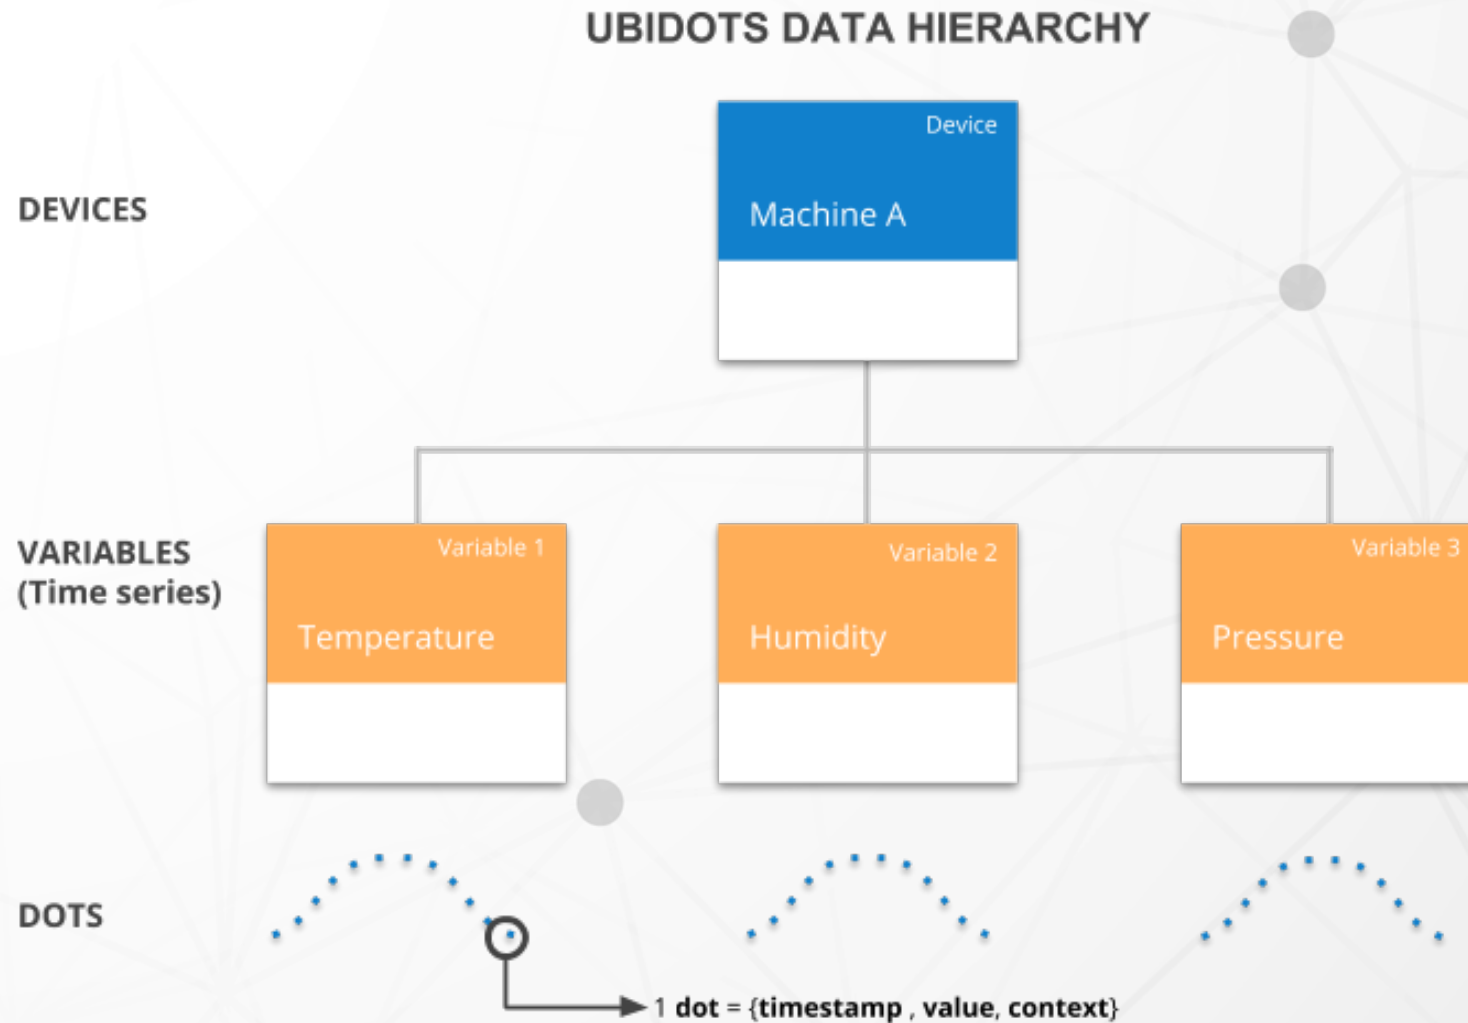 UBIDOTS DATA HIERARCHY
Device
DEVICES
Machine A
VARIABLES
(Time series)
Variable 1
Temperature
Variable 2
Humidity
Variable 3
Pressure
DOTS
1 dot = {timestamp , value, context}